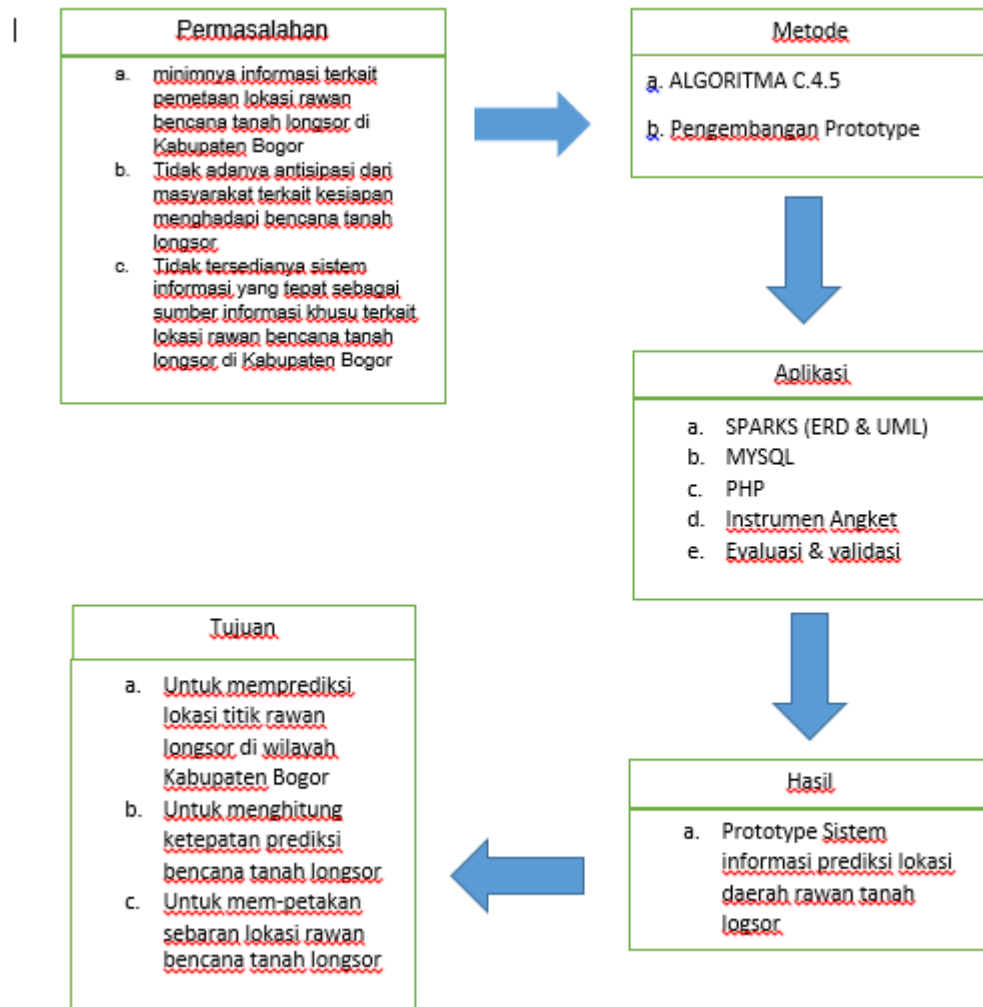 Permasalahan
a. minimnya informasi terkait
pemetaan lokasi rawan
bencana tanah longsor di
Kabupaten Bogor
b. Tidak adanya antisipasi dari
masyarakat terkait kesiapan
menghadapi bencana tanah
longsor
c. Tidak tersedianya sistem
informasi yang tepat sebagai
sumber informasi khusu terkait
lokasi rawan bencana tanah
longsor di Kabupaten Bogor
Metode
a. ALGORITMA C.4.5
b. Pengembangan Prototype
Aplikasi
a. SPARKS (ERD & UML)
b. MYSQL
c. PHP
d. Instrumen Angket
e. Evaluasi & validasi
Hasil
a. Prototype Sistem
informasi prediksi lokasi
daerah rawan tanah
logsor
Tujuan
a. Untuk memprediksi
lokasi titik rawan
longsor di wilayah
Kabupaten Bogor
b. Untuk menghitung
ketepatan prediksi
bencana tanah longsor
c. Untuk mem-petakan
sebaran lokasi rawan
bencana tanah longsor